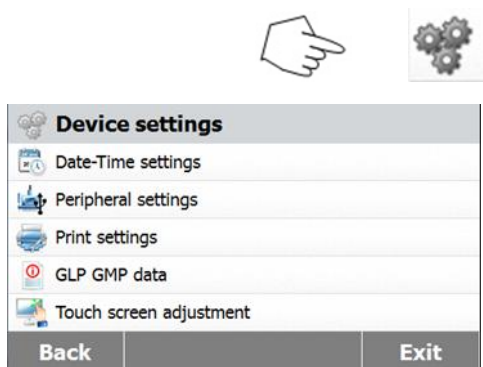 Device settings
Date-Time settings
Peripheral settings
Print settings
GLP GMP data
Touch screen adjustment
Back Exit